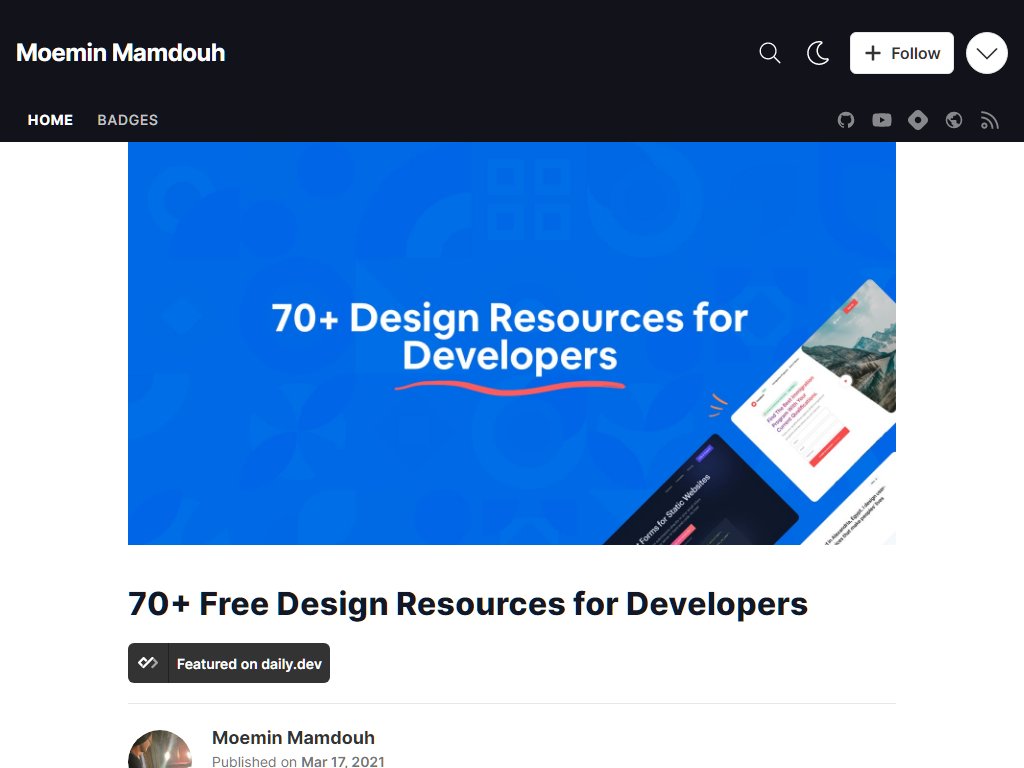 Moemin Mamdouh
Follow
HOME BADGES
70+ Design Resources for
Developers
Find The Best Immigration
Program With Your
Current Qualifications
Forms for Static Websites
70+ Free Design Resources for Developers
Featured on daily.dev
Moemin Mamdouh
Published on Mar 17, 2021